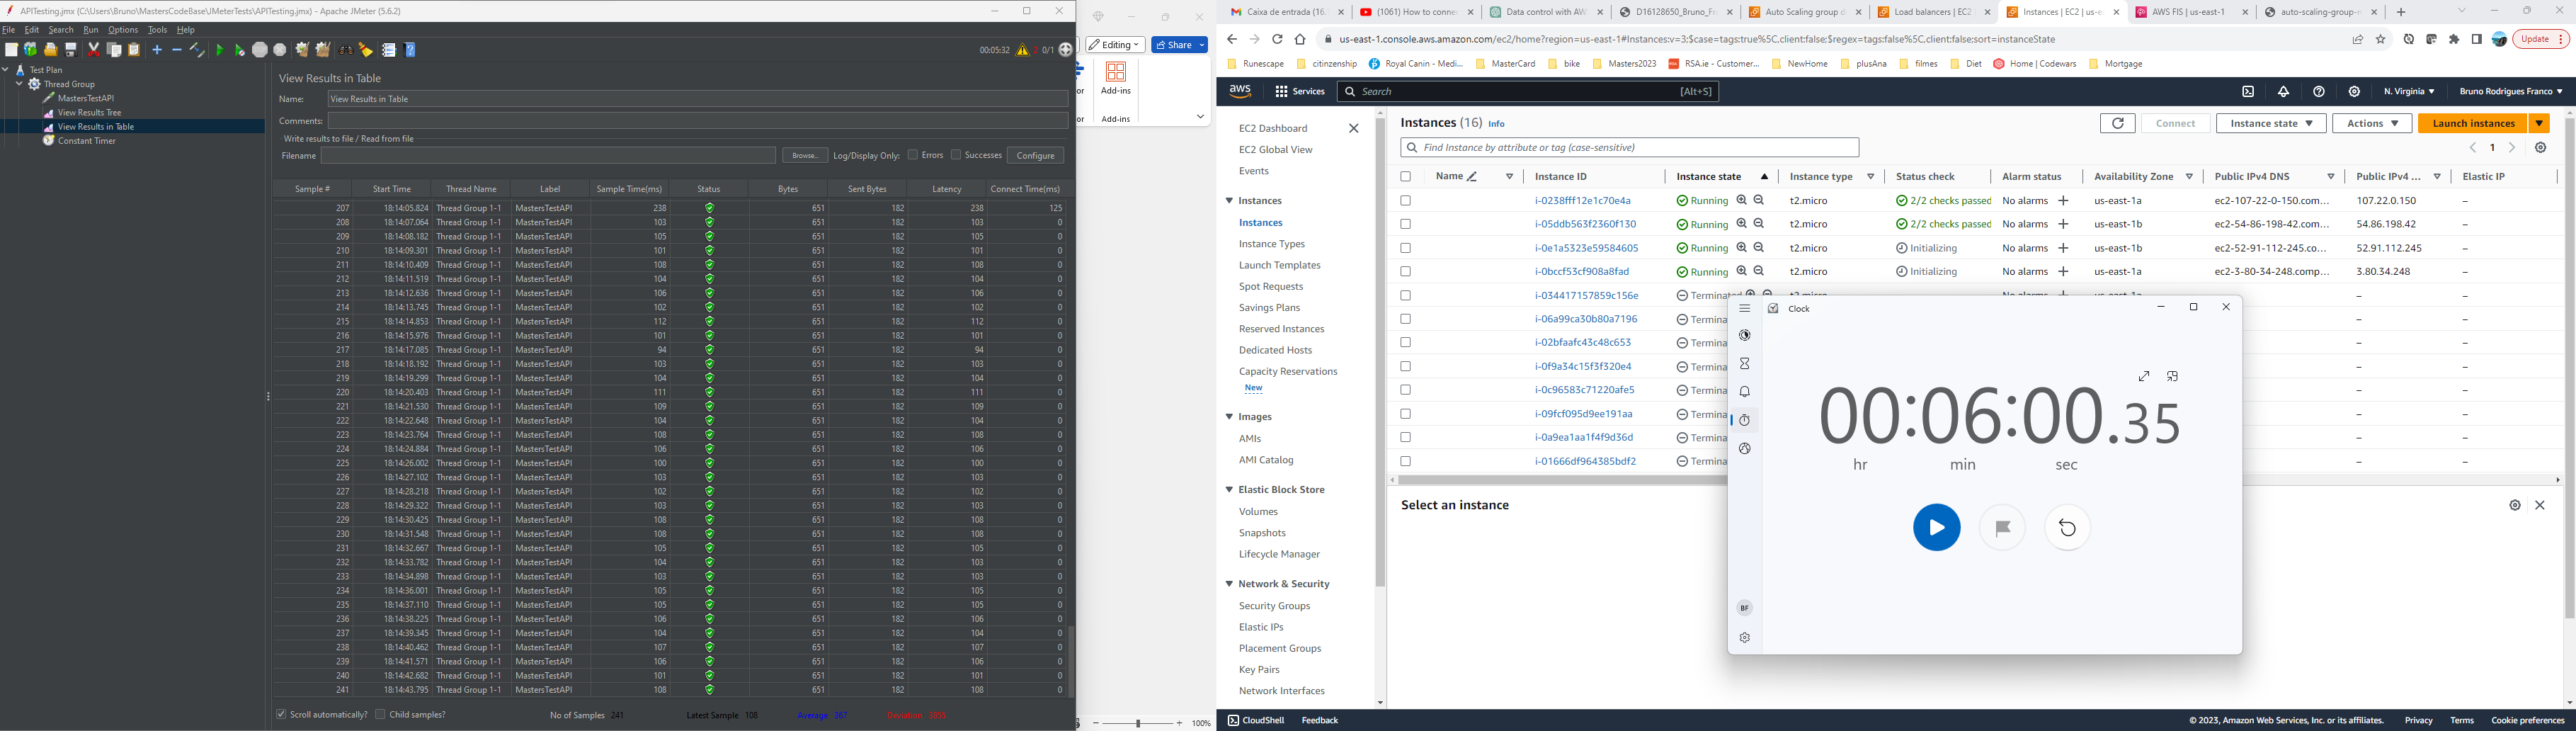 APITesting.jmx (C:\Users\Bruno\MastersCodeBase\JMeterTests\APITesting.jmx) - Apache JMeter (5.6.2)
File Edit Search Run Options Tools Help
00:05:32 2 0/1
Test Plan
Thread Group
MastersTestAPI
View Results Tree
View Results in Table
Constant Timer
View Results in Table
Name: View Results in Table
Comments:
Write results to file / Read from file
Filename Browse... Log/Display Only: Errors Successes Configure
Sample # Start Time Thread Name Label Sample Time(ms) Status Bytes Sent Bytes Latency Connect Time(ms)
207 18:14:05.824 Thread Group 1-1 MastersTestAPI 238 651 182 238 125
208 18:14:07.064 Thread Group 1-1 MastersTestAPI 103 651 182 103 0
209 18:14:08.182 Thread Group 1-1 MastersTestAPI 105 651 182 105 0
210 18:14:09.301 Thread Group 1-1 MastersTestAPI 101 651 182 101 0
211 18:14:10.409 Thread Group 1-1 MastersTestAPI 108 651 182 108 0
212 18:14:11.519 Thread Group 1-1 MastersTestAPI 104 651 182 104 0
213 18:14:12.636 Thread Group 1-1 MastersTestAPI 106 651 182 106 0
214 18:14:13.745 Thread Group 1-1 MastersTestAPI 102 651 182 102 0
215 18:14:14.853 Thread Group 1-1 MastersTestAPI 112 651 182 112 0
216 18:14:15.976 Thread Group 1-1 MastersTestAPI 101 651 182 101 0
217 18:14:17.085 Thread Group 1-1 MastersTestAPI 94 651 182 94 0
218 18:14:18.192 Thread Group 1-1 MastersTestAPI 103 651 182 103 0
219 18:14:19.299 Thread Group 1-1 MastersTestAPI 104 651 182 104 0
220 18:14:20.403 Thread Group 1-1 MastersTestAPI 111 651 182 111 0
221 18:14:21.530 Thread Group 1-1 MastersTestAPI 109 651 182 109 0
222 18:14:22.648 Thread Group 1-1 MastersTestAPI 104 651 182 104 0
223 18:14:23.764 Thread Group 1-1 MastersTestAPI 108 651 182 108 0
224 18:14:24.884 Thread Group 1-1 MastersTestAPI 106 651 182 106 0
225 18:14:26.002 Thread Group 1-1 MastersTestAPI 100 651 182 100 0
226 18:14:27.102 Thread Group 1-1 MastersTestAPI 103 651 182 103 0
227 18:14:28.218 Thread Group 1-1 MastersTestAPI 102 651 182 102 0
228 18:14:29.322 Thread Group 1-1 MastersTestAPI 103 651 182 103 0
229 18:14:30.425 Thread Group 1-1 MastersTestAPI 108 651 182 108 0
230 18:14:31.548 Thread Group 1-1 MastersTestAPI 108 651 182 108 0
231 18:14:32.667 Thread Group 1-1 MastersTestAPI 105 651 182 105 0
232 18:14:33.782 Thread Group 1-1 MastersTestAPI 104 651 182 103 0
233 18:14:34.898 Thread Group 1-1 MastersTestAPI 103 651 182 103 0
234 18:14:36.001 Thread Group 1-1 MastersTestAPI 105 651 182 105 0
235 18:14:37.110 Thread Group 1-1 MastersTestAPI 105 651 182 105 0
236 18:14:38.225 Thread Group 1-1 MastersTestAPI 106 651 182 106 0
237 18:14:39.345 Thread Group 1-1 MastersTestAPI 104 651 182 104 0
238 18:14:40.462 Thread Group 1-1 MastersTestAPI 107 651 182 107 0
239 18:14:41.571 Thread Group 1-1 MastersTestAPI 106 651 182 106 0
240 18:14:42.682 Thread Group 1-1 MastersTestAPI 101 651 182 101 0
241 18:14:43.795 Thread Group 1-1 MastersTestAPI 108 651 182 108 0
Scroll automatically? Child samples? No of Samples 241 Latest Sample 108 Average 367 Deviation 3855
Editing Share
or Add-ins
or Add-ins
100%
Caixa de entrada (16. (1061) How to conne Data control with AW D16128650_Bruno_Fr Auto Scaling group d Load balancers | EC2 Instances | EC2 | us-e AWS FIS | us-east-1 auto-scaling-group-n
us-east-1.console.aws.amazon.com/ec2/home?region=us-east-1#Instances:v=3;$case=tags:true%5C,client:false;$regex=tags:false%5C,client:false;sort=instanceState Update
Runescape citinzenship Royal Canin - Medi... MasterCard bike Masters2023 RSA.ie - Customer... NewHome plusAna filmes Diet Home | Codewars Mortgage
aws Services Search [Alt+S] N. Virginia Bruno Rodrigues Franco
EC2 Dashboard
EC2 Global View
Events
Instances
Instances
Instance Types
Launch Templates
Spot Requests
Savings Plans
Reserved Instances
Dedicated Hosts
Capacity Reservations
New
Images
AMIs
AMI Catalog
Elastic Block Store
Volumes
Snapshots
Lifecycle Manager
Network & Security
Security Groups
Elastic IPs
Placement Groups
Key Pairs
Network Interfaces
Instances (16) Info Connect Instance state Actions Launch instances
Find Instance by attribute or tag (case-sensitive) 1
Name Instance ID Instance state Instance type Status check Alarm status Availability Zone Public IPv4 DNS Public IPv4 ... Elastic IP
i-0238fff12e1c70e4a Running t2.micro 2/2 checks passed No alarms us-east-1a ec2-107-22-0-150.com... 107.22.0.150 –
i-05ddb563f2360f130 Running t2.micro 2/2 checks passed No alarms us-east-1b ec2-54-86-198-42.com... 54.86.198.42 –
i-0e1a5323e59584605 Running t2.micro Initializing No alarms us-east-1b ec2-52-91-112-245.co... 52.91.112.245 –
i-0bccf53cf908a8fad Running t2.micro Initializing No alarms us-east-1a ec2-3-80-34-248.comp... 3.80.34.248 –
i-034417157859c156e Terminated – –
i-06a99ca30b80a7196 Termina – –
i-02bfaafc43c48c653 Termina – –
i-0f9a34c15f3f320e4 Termina – –
i-0c96583c71220afe5 Termina – –
i-09fcf095d9ee191aa Termina – –
i-0a9ea1aa1f4f9d36d Termina – –
i-01666df964385bdf2 Termina – –
Select an instance
Clock
00:06:00.35
hr min sec
BF
CloudShell Feedback © 2023, Amazon Web Services, Inc. or its affiliates. Privacy Terms Cookie preferences